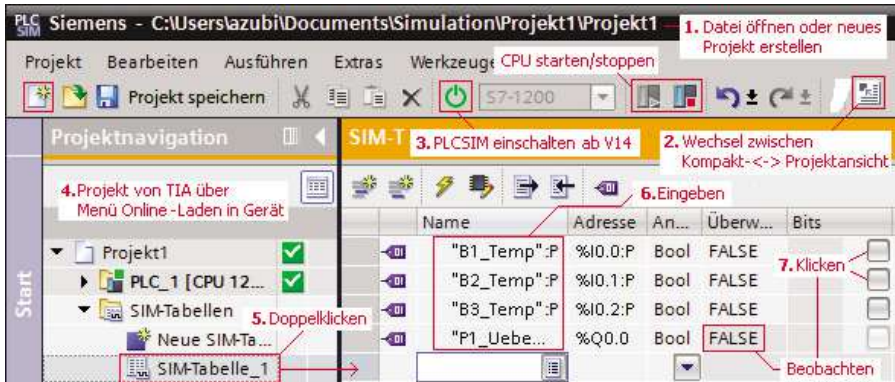 PLC SIM Siemens - C:\Users\azubi\Documents\Simulation\Projekt1\Projekt1
1. Datei öffnen oder neues
Projekt erstellen
Projekt Bearbeiten Ausführen Extras Werkzeuge
CPU starten/stoppen
Projekt speichern
S7-1200
Projektnavigation
SIM-T
3. PLCSIM einschalten ab V14
2. Wechsel zwischen
Kompakt-<-> Projektansicht
4. Projekt von TIA über
Menü Online-Laden in Gerät
6. Eingeben
Name Adresse An... Überw... Bits
Projekt1
"B1_Temp":P %I0.0:P Bool FALSE
7. Klicken
PLC_1 [CPU 12...
"B2_Temp":P %I0.1:P Bool FALSE
SIM-Tabellen
"B3_Temp":P %I0.2:P Bool FALSE
5. Doppelklicken
Neue SIM-Ta...
"P1_Uebe... %Q0.0 Bool FALSE
SIM-Tabelle_1
Beobachten
Start